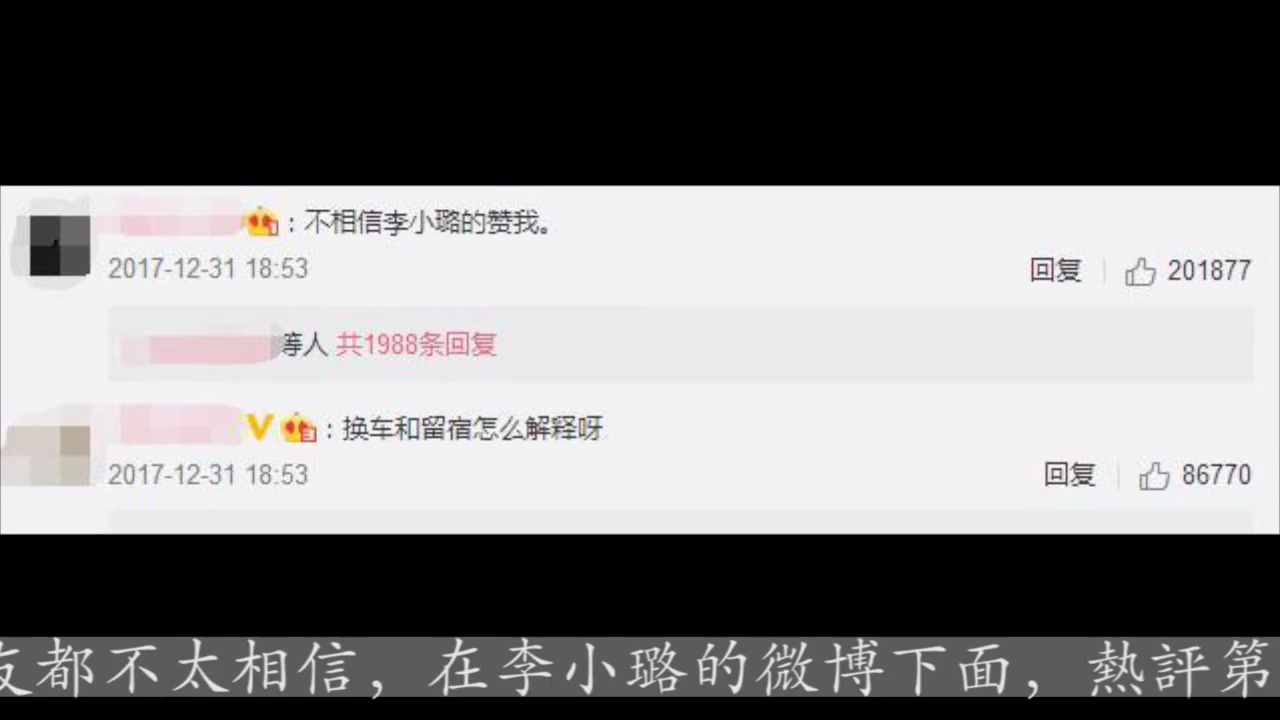 ：不相信李小璐的赞我。
2017-12-31 18:53
回复 201877
等人 共1988条回复
：换车和留宿怎么解释呀
2017-12-31 18:53
回复 86770
友都不太相信，在李小璐的微博下面，熱評第